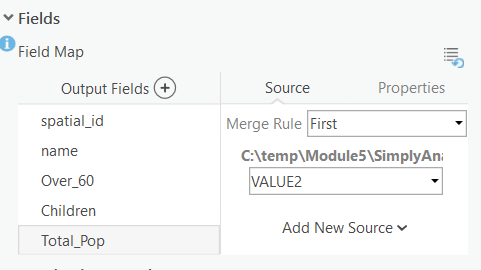 Fields
Field Map
Output Fields
Source
Properties
spatial_id
Merge Rule First
name
C:\temp\Module5\SimplyAna
Over_60
VALUE2
Children
Add New Source
Total_Pop